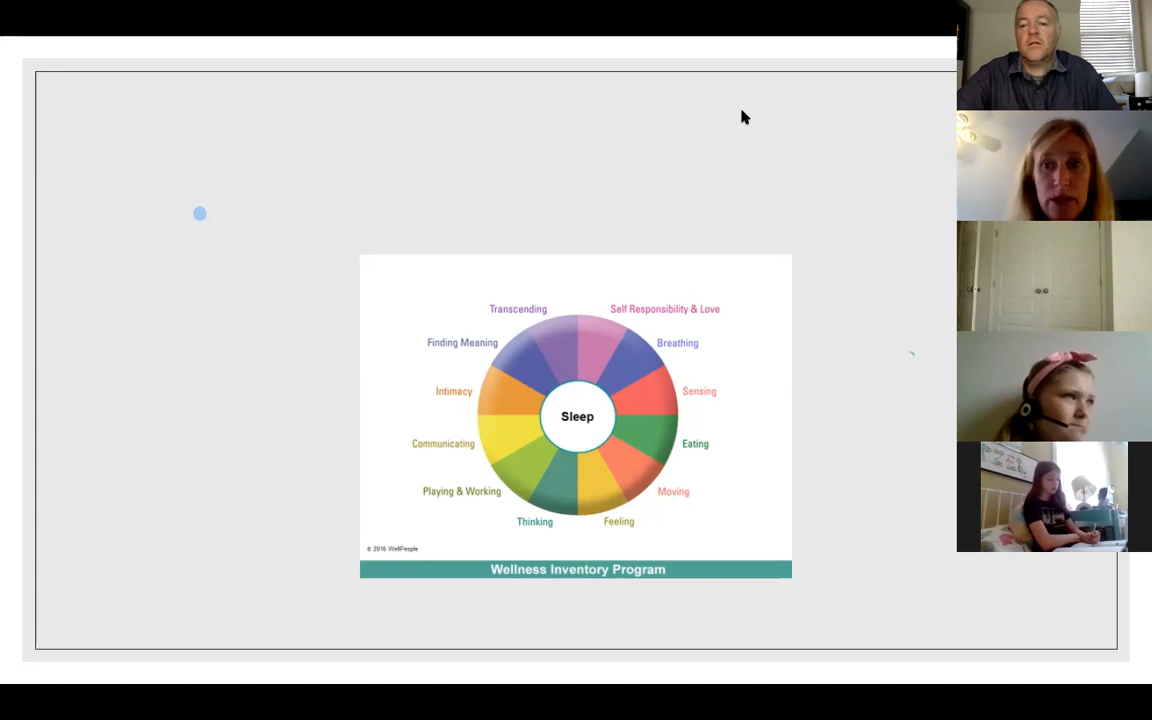 Transcending
Self Responsibility & Love
Finding Meaning
Breathing
Intimacy
Sensing
Sleep
Communicating
Eating
Playing & Working
Moving
Thinking
Feeling
© 2016 WellPeople
Wellness Inventory Program